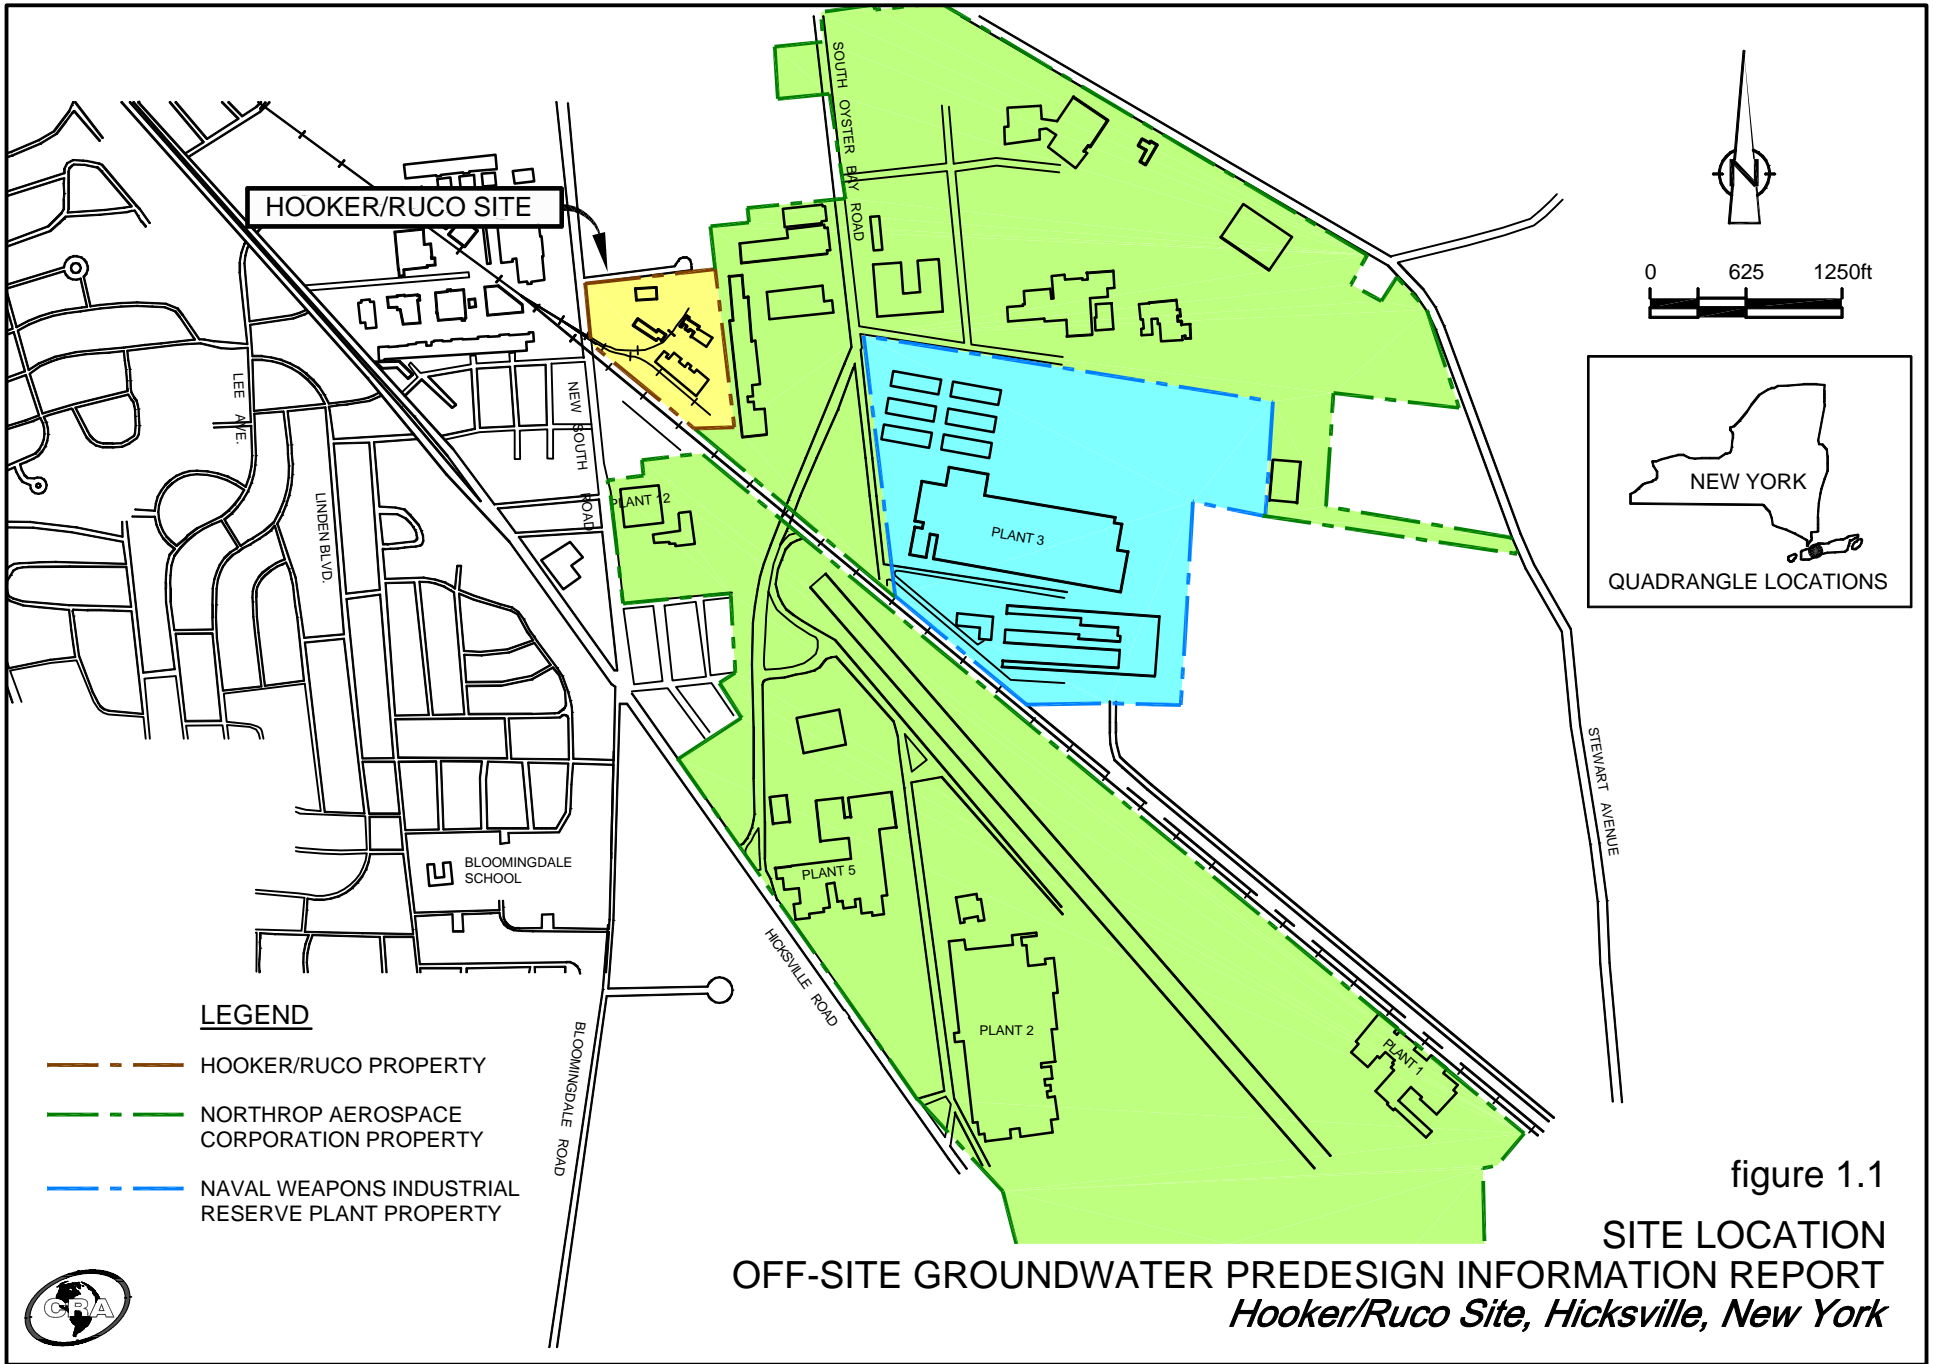 SOUTH OYSTER BAY ROAD
HOOKER/RUCO SITE
N
0 625 1250ft
NEW YORK
QUADRANGLE LOCATIONS
LEE AVE.
NEW SOUTH ROAD
LINDEN BLVD.
PLANT 12
PLANT 3
STEWART AVENUE
BLOOMINGDALE
SCHOOL
PLANT 5
HICKSVILLE ROAD
PLANT 2
PLANT 1
BLOOMINGDALE ROAD
LEGEND
HOOKER/RUCO PROPERTY
NORTHROP AEROSPACE
CORPORATION PROPERTY
NAVAL WEAPONS INDUSTRIAL
RESERVE PLANT PROPERTY
CRA
figure 1.1
SITE LOCATION
OFF-SITE GROUNDWATER PREDESIGN INFORMATION REPORT
Hooker/Ruco Site, Hicksville, New York